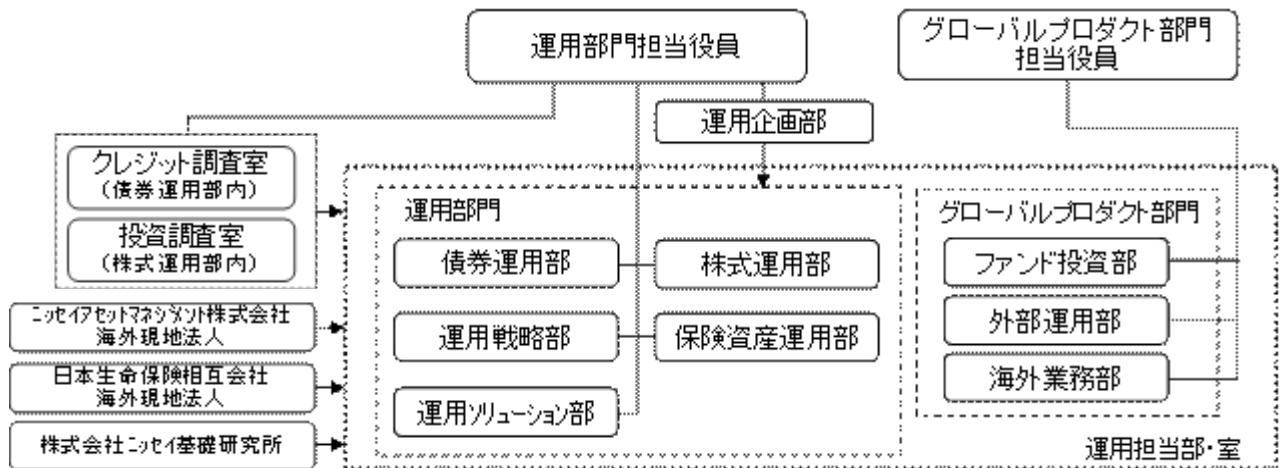 運用部門担当役員
グローバルプロダクト部門
担当役員
運用企画部
クレジット調査室
(債券運用部内)
投資調査室
(株式運用部内)
ニッセイアセットマネジメント株式会社
海外現地法人
日本生命保険相互会社
海外現地法人
株式会社ニッセイ基礎研究所
運用部門
債券運用部
株式運用部
運用戦略部
保険資産運用部
運用ソリューション部
グローバルプロダクト部門
ファンド投資部
外部運用部
海外業務部
運用担当部・室